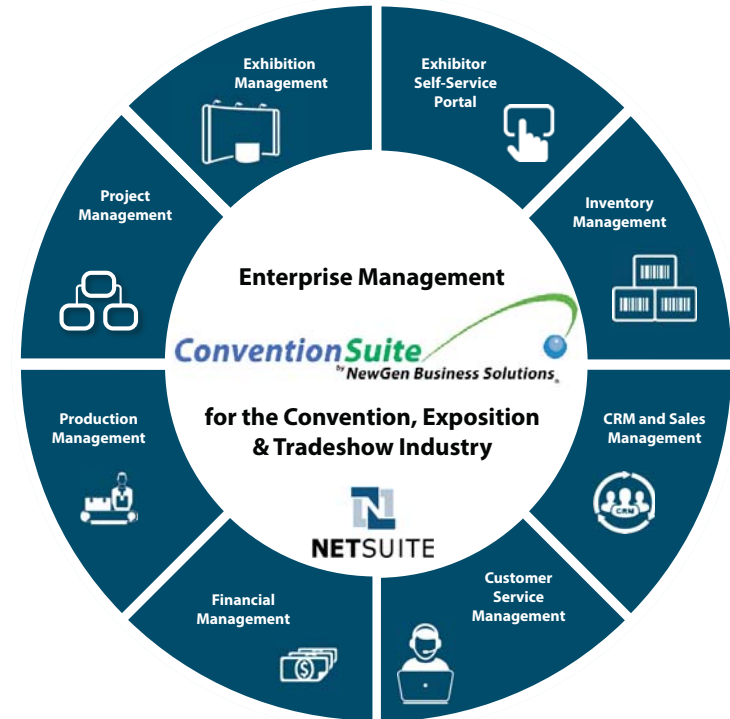 Exhibition
Management
Exhibitor
Self-Service
Portal
Project
Management
Inventory
Management
Enterprise Management
ConventionSuite
by NewGen Business Solutions
for the Convention, Exposition
& Tradeshow Industry
N
NETSUITE
Production
Management
CRM and Sales
Management
CRM
Financial
Management
$
Customer
Service
Management